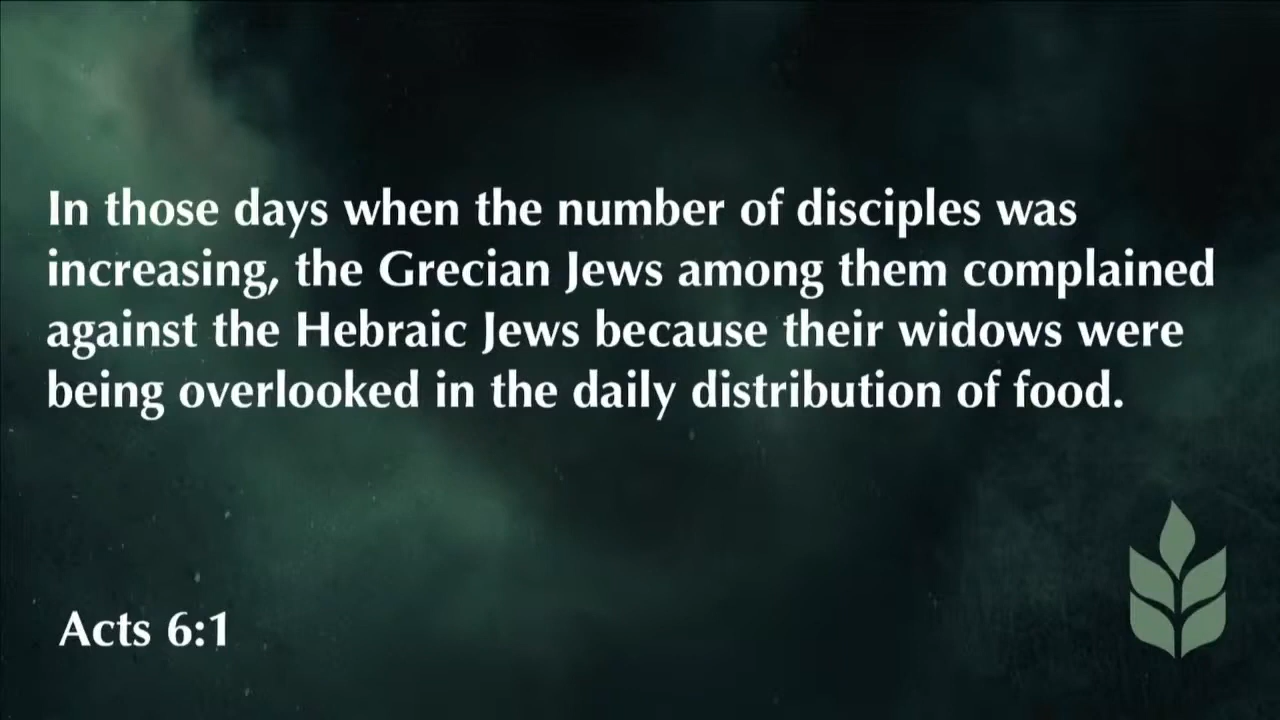 In those days when the number of disciples was
increasing, the Grecian Jews among them complained
against the Hebraic Jews because their widows were
being overlooked in the daily distribution of food.
Acts 6:1